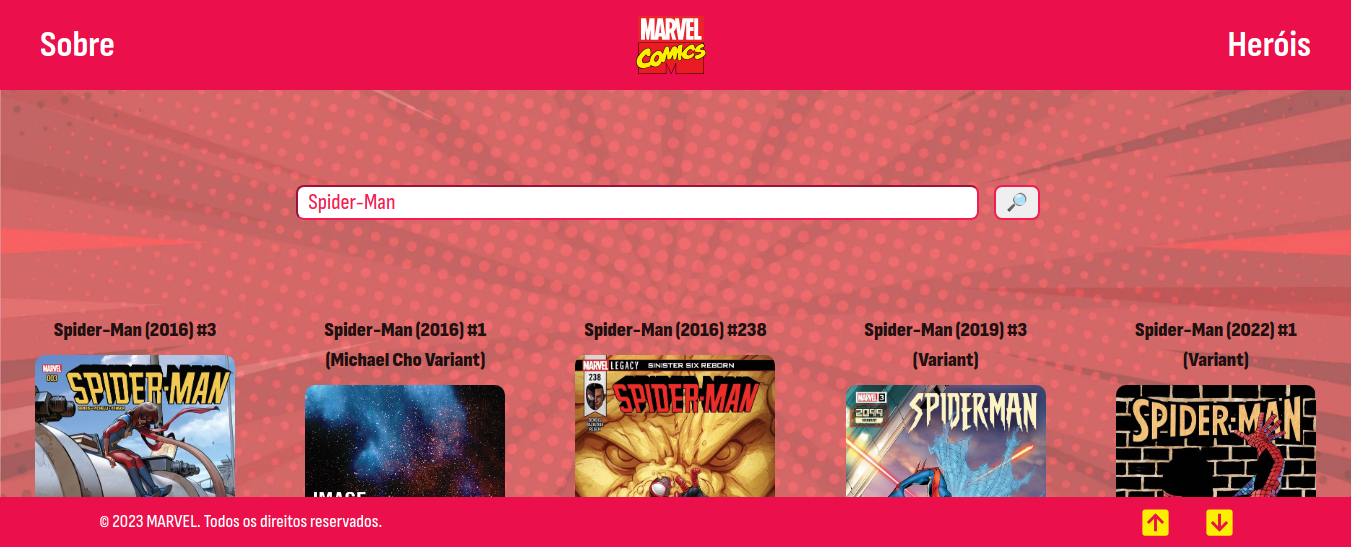 Sobre
MARVEL
COMICS
Heróis
Spider-Man
Spider-Man (2016) #3
Spider-Man (2016) #1
(Michael Cho Variant)
Spider-Man (2016) #238
Spider-Man (2019) #3
(Variant)
Spider-Man (2022) #1
(Variant)
MARVEL
003
SPIDER-MAN
IMAGE
MARVEL LEGACY SINISTER SIX REBORN
238
SPIDER-MAN
MARVEL 3
2099
SPIDER-MAN
SPIDER-MAN
© 2023 MARVEL. Todos os direitos reservados.